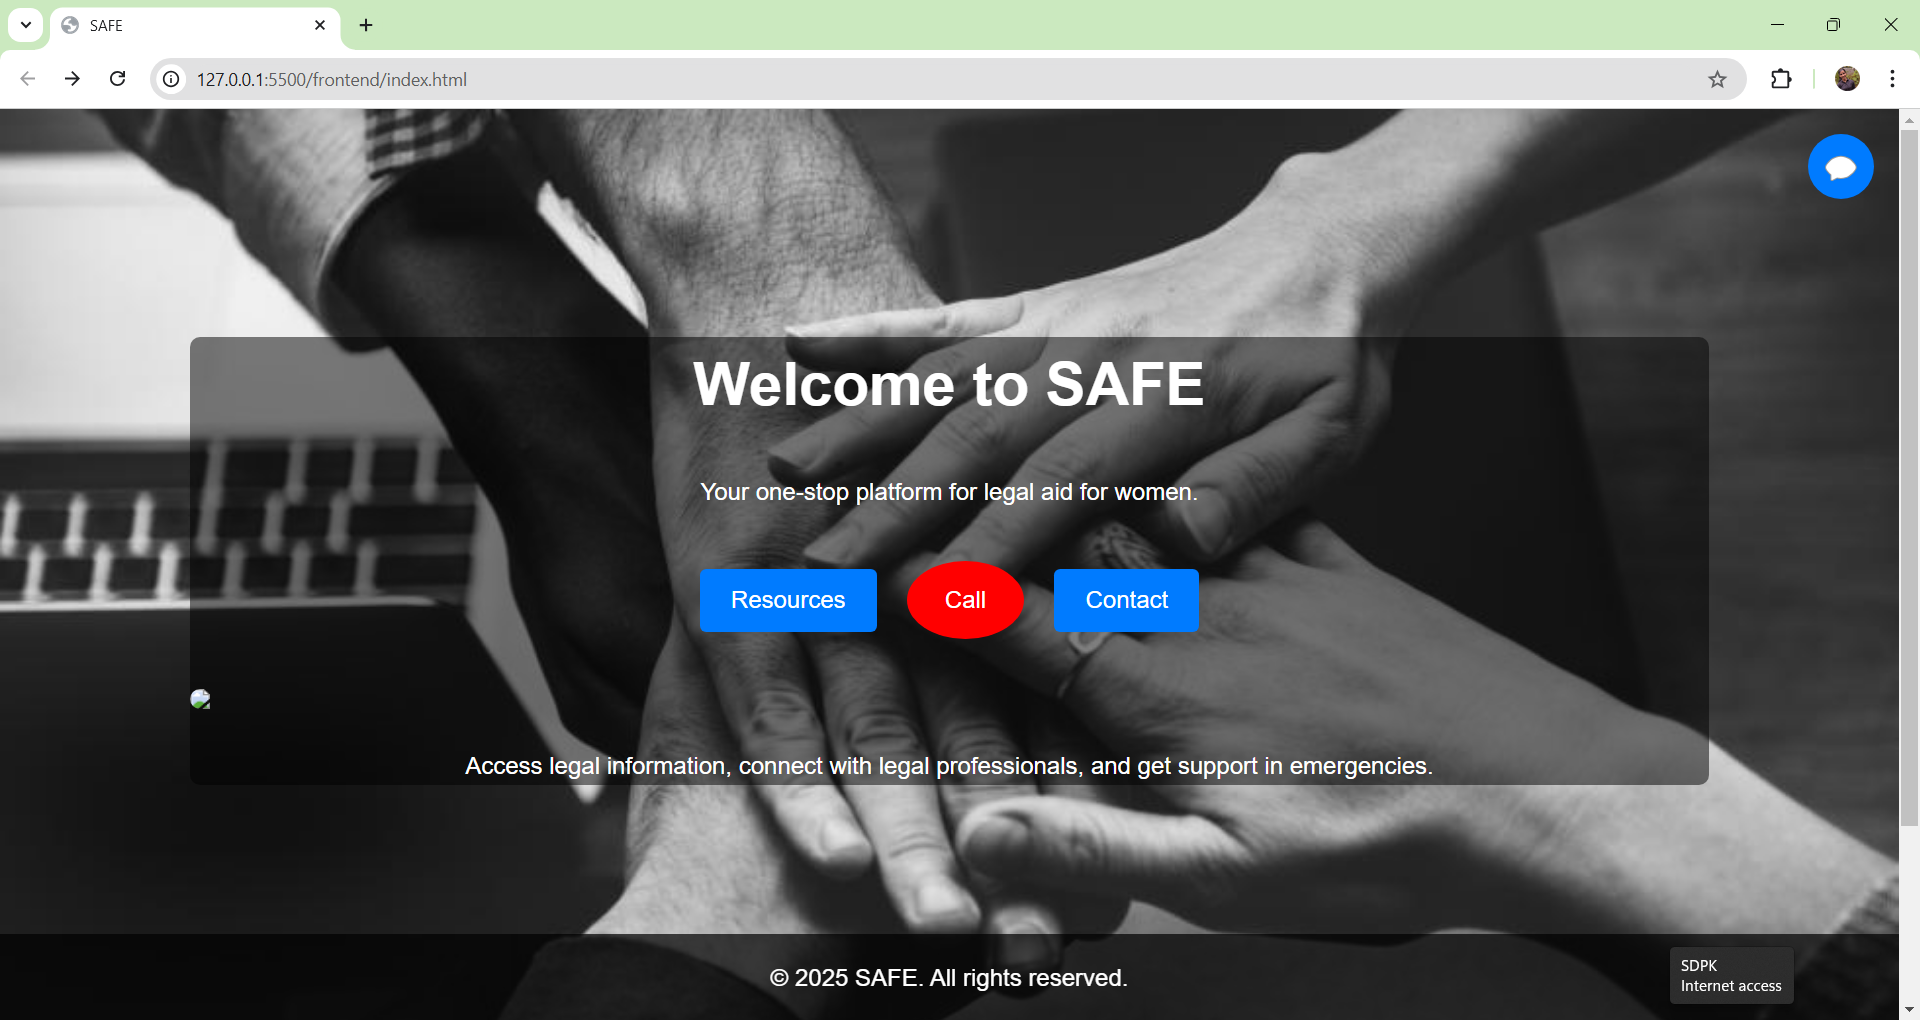 SAFE
127.0.0.1:5500/frontend/index.html
Welcome to SAFE
Your one-stop platform for legal aid for women.
Resources Call Contact
Access legal information, connect with legal professionals, and get support in emergencies.
© 2025 SAFE. All rights reserved.
SDPK
Internet access